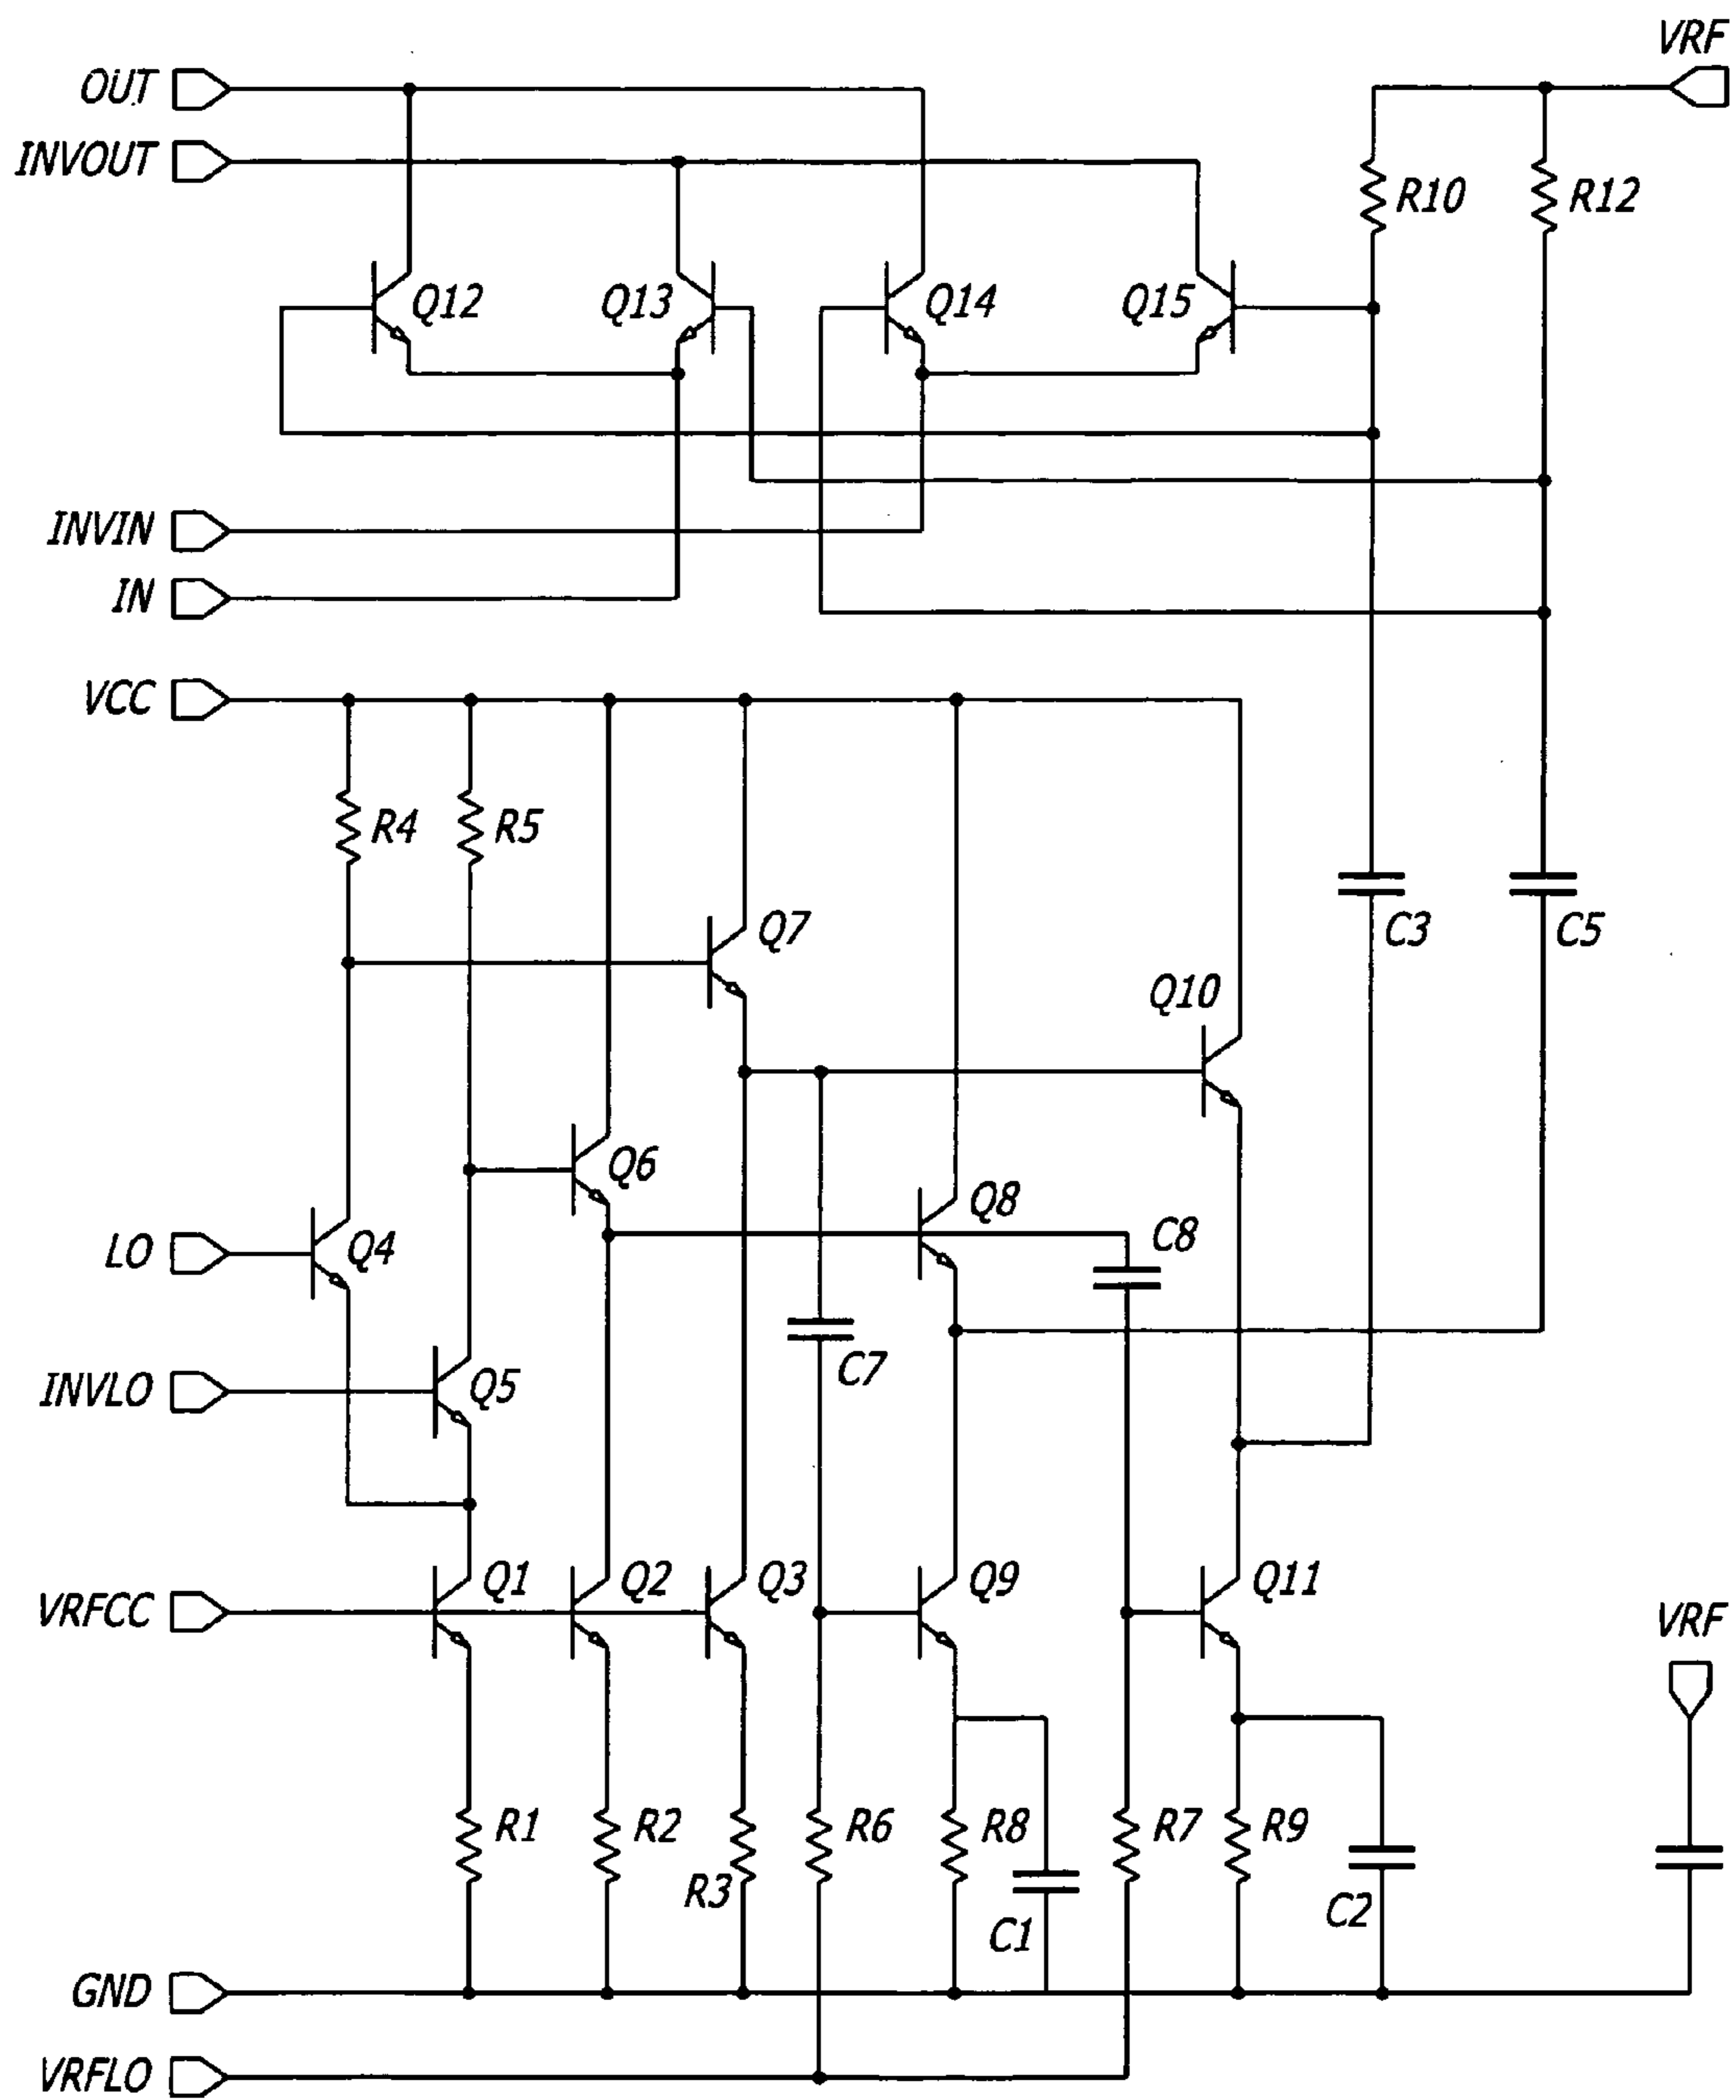 VRF
OUT
INVOUT
R10
R12
Q12
Q13
Q14
Q15
INVIN
IN
VCC
R4
R5
Q7
C3
C5
Q10
Q6
Q8
LO
Q4
C8
C7
INVLO
Q5
VRFCC
Q1
Q2
Q3
Q9
Q11
VRF
R1
R2
R3
R6
R8
R7
R9
C1
C2
GND
VRFLO